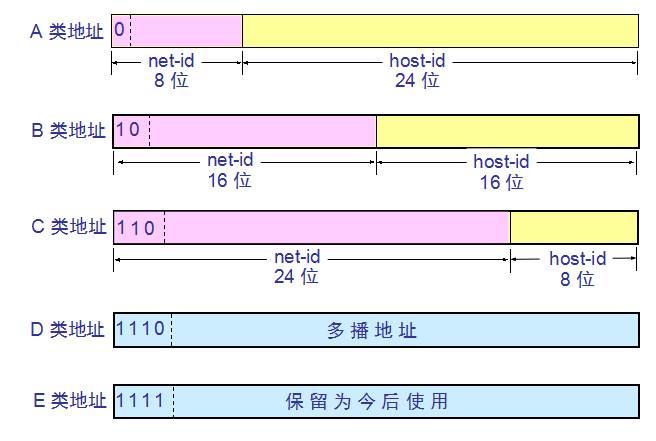 A 类地址 0
net-id host-id
8 位 24 位
B 类地址 10
net-id host-id
16 位 16 位
C 类地址 110
net-id host-id
24 位 8 位
D 类地址 1110 多播地址
E 类地址 1111 保留为今后使用